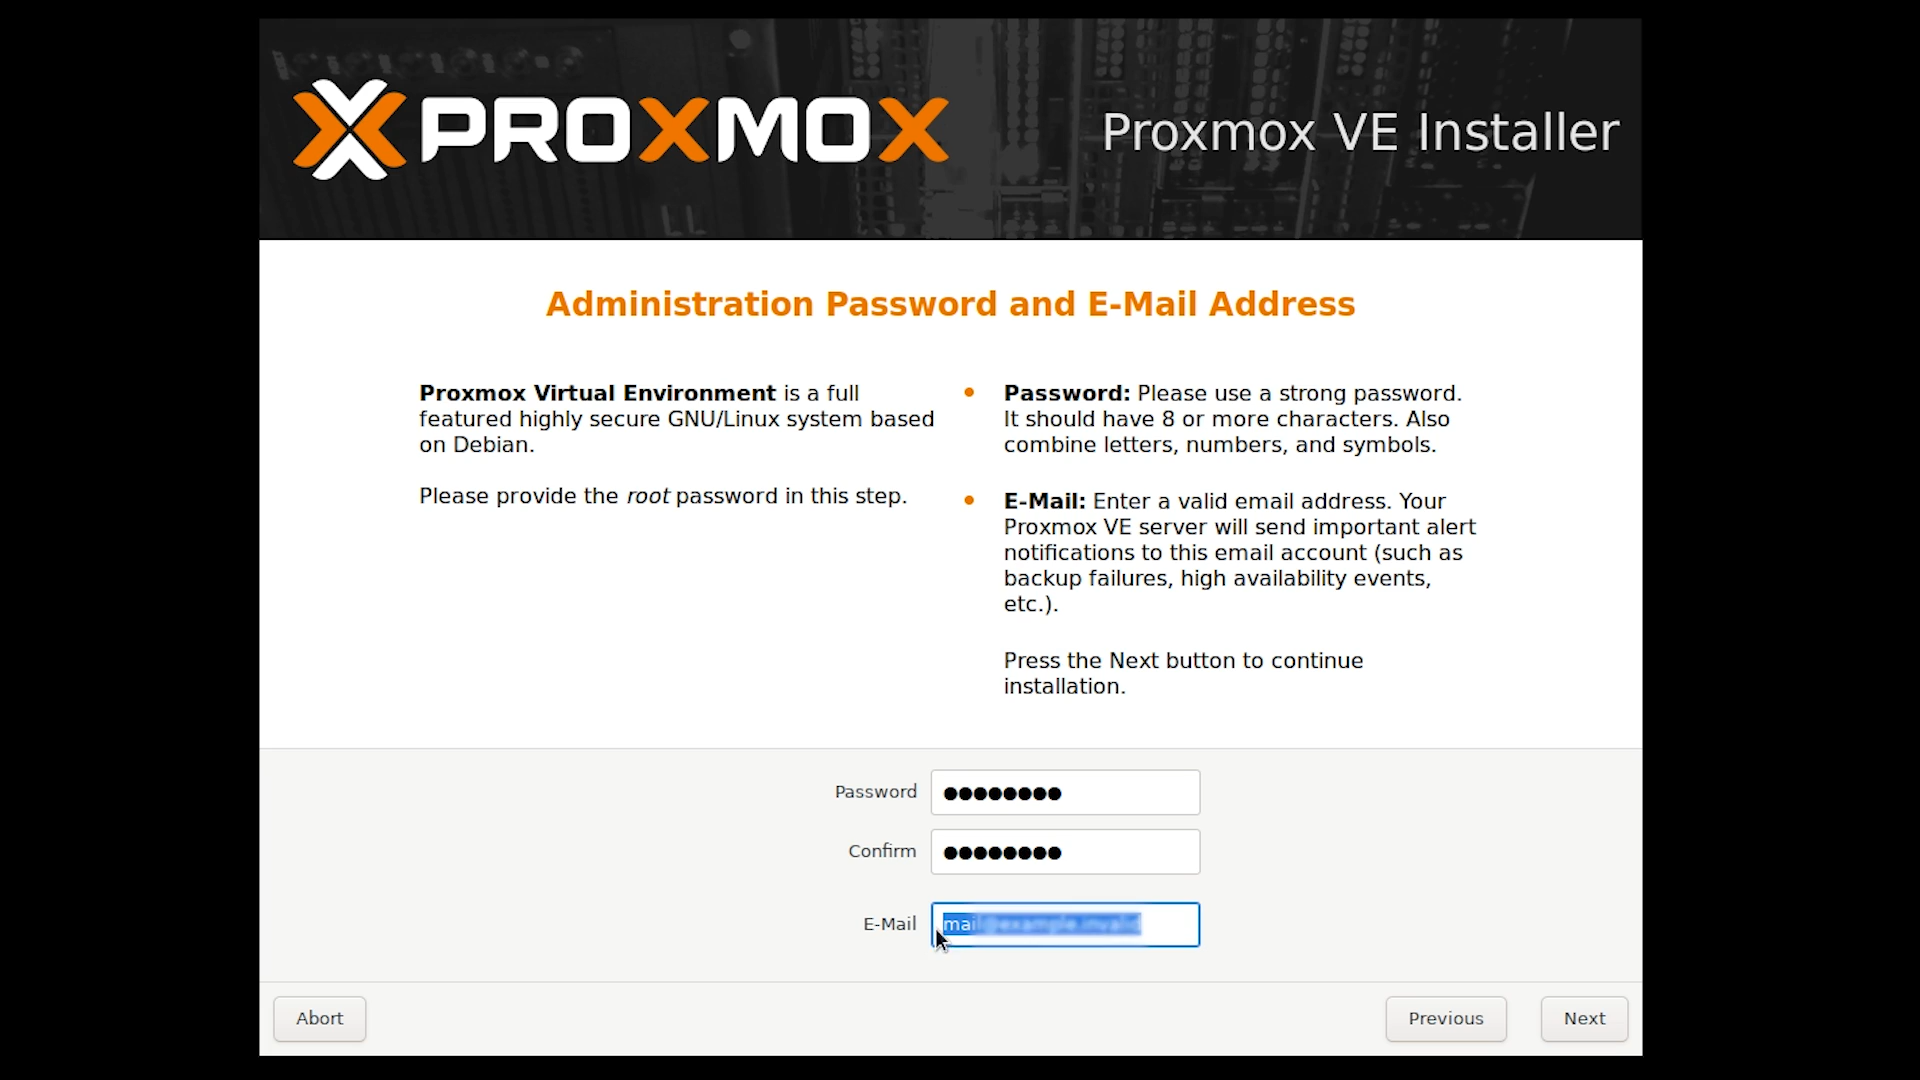 PROXMOX
Proxmox VE Installer
Administration Password and E-Mail Address
Proxmox Virtual Environment is a full
featured highly secure GNU/Linux system based
on Debian.
Please provide the root password in this step.
Password: Please use a strong password.
It should have 8 or more characters. Also
combine letters, numbers, and symbols.
E-Mail: Enter a valid email address. Your
Proxmox VE server will send important alert
notifications to this email account (such as
backup failures, high availability events,
etc.).
Press the Next button to continue
installation.
Password ●●●●●●●●
Confirm ●●●●●●●●
E-Mail mail@example.invalid
Abort
Previous
Next